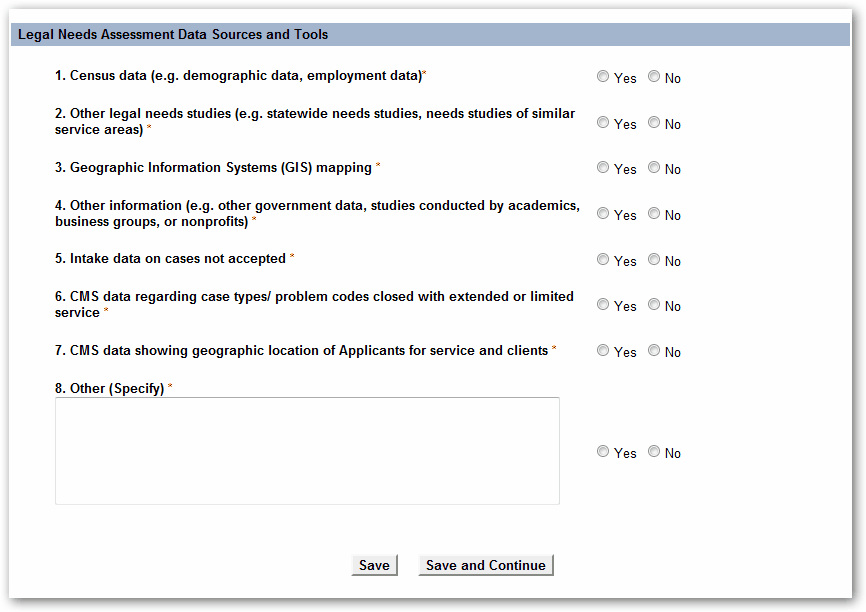 Legal Needs Assessment Data Sources and Tools
1. Census data (e.g. demographic data, employment data)* Yes No
2. Other legal needs studies (e.g. statewide needs studies, needs studies of similar
service areas) * Yes No
3. Geographic Information Systems (GIS) mapping * Yes No
4. Other information (e.g. other government data, studies conducted by academics,
business groups, or nonprofits) * Yes No
5. Intake data on cases not accepted * Yes No
6. CMS data regarding case types/ problem codes closed with extended or limited
service * Yes No
7. CMS data showing geographic location of Applicants for service and clients * Yes No
8. Other (Specify) *
Yes No
Save Save and Continue